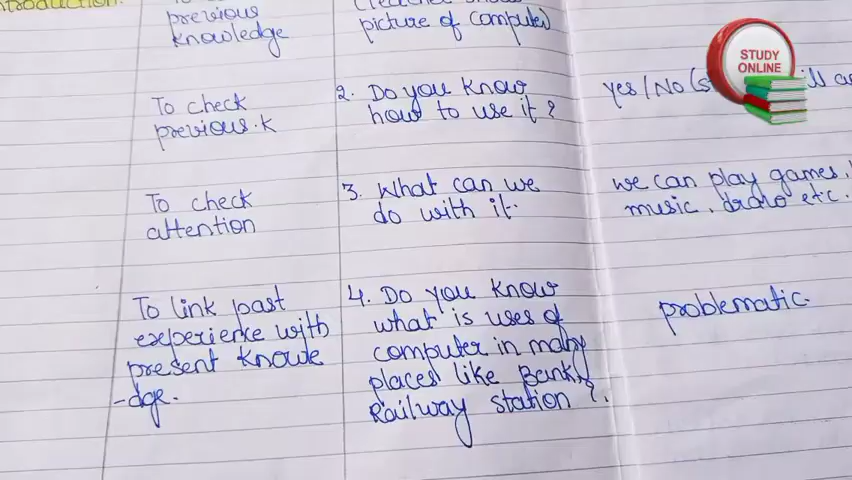 ntroduction.
previous
knowledge
picture of computer)
To check
previous.k
2. Do you know
how to use it?
yes/No (s
ill
To check
attention
3. What can we
do with it.
we can play games,
music, draw etc.
To link past
experience with
present knowle
-dge.
4. Do you know
what is uses of
computer in many
places like Bank,
Railway station?
problematic.
STUDY
ONLINE